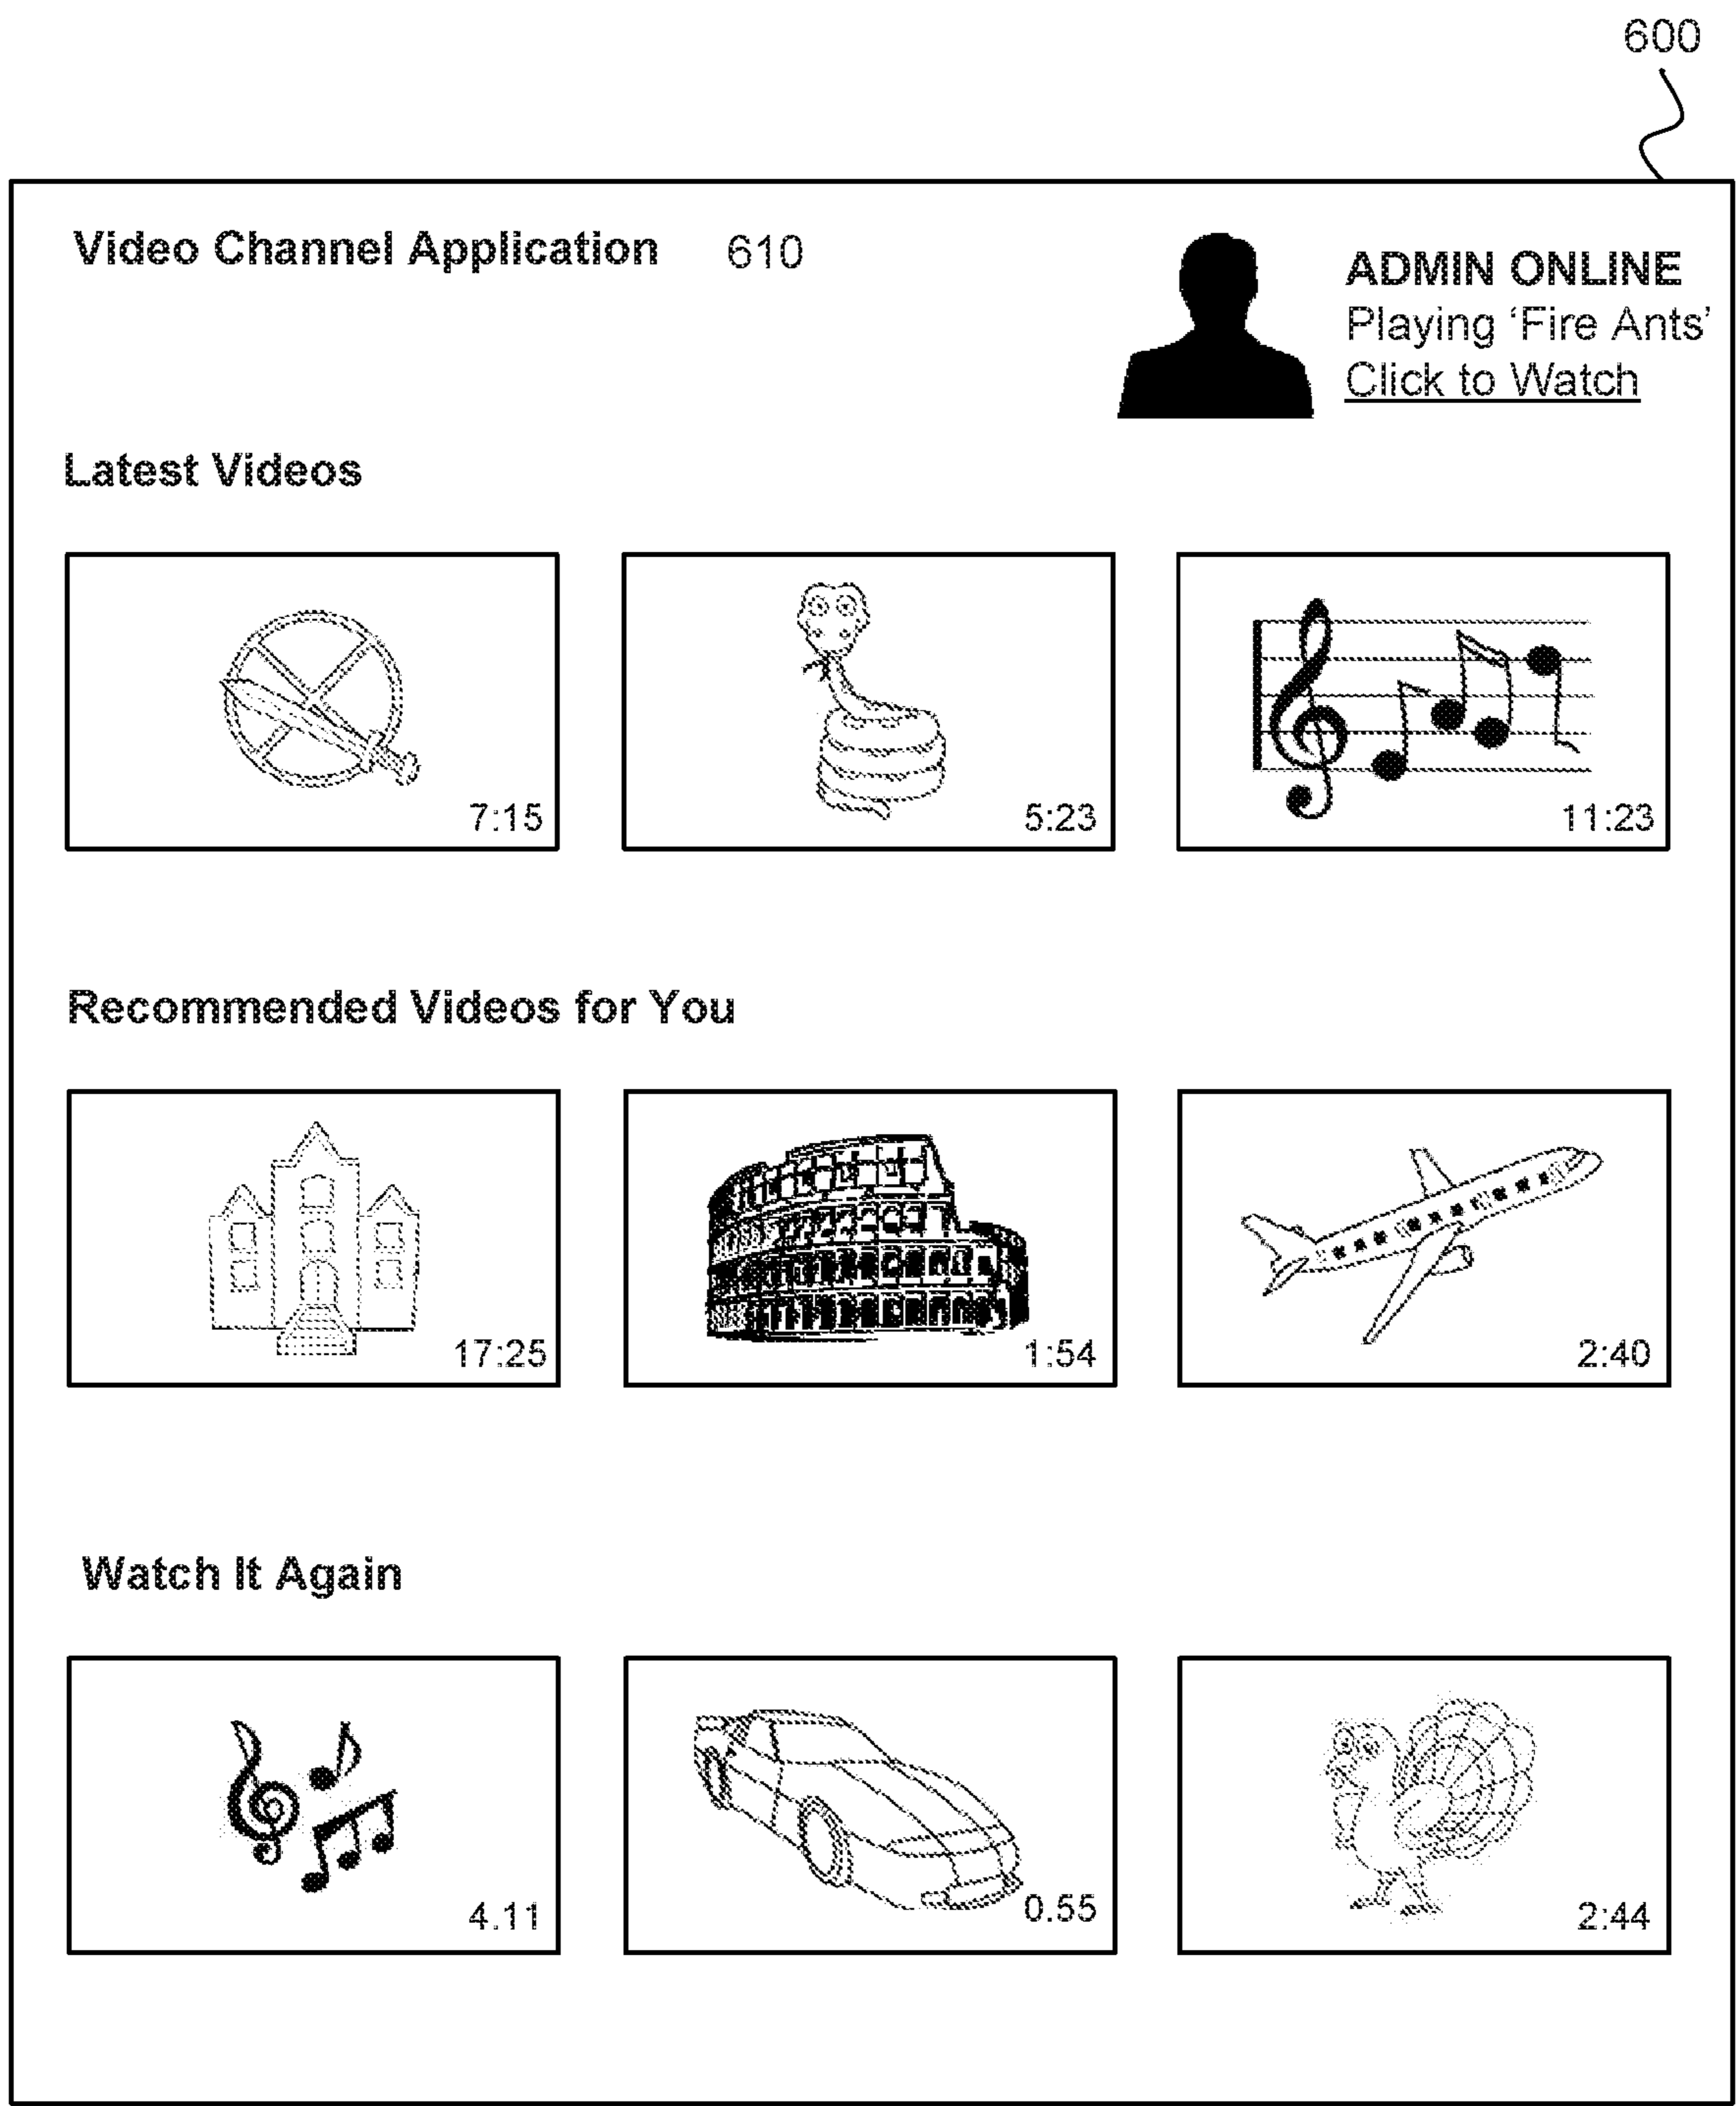 600
Video Channel Application 610
ADMIN ONLINE
Playing ‘Fire Ants’
Click to Watch
Latest Videos
7:15
5:23
11:23
Recommended Videos for You
17:25
1:54
2:40
Watch It Again
4.11
0.55
2:44